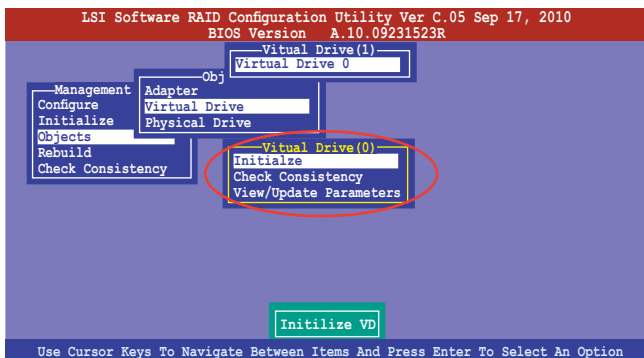 LSI Software RAID Configuration Utility Ver C.05 Sep 17, 2010
BIOS Version A.10.09231523R
Vitual Drive(1)
Virtual Drive 0
Obj
Adapter
Virtual Drive
Physical Drive
Management
Configure
Initialize
Objects
Rebuild
Check Consistency
Vitual Drive(0)
Initialze
Check Consistency
View/Update Parameters
Initilize VD
Use Cursor Keys To Navigate Between Items And Press Enter To Select An Option